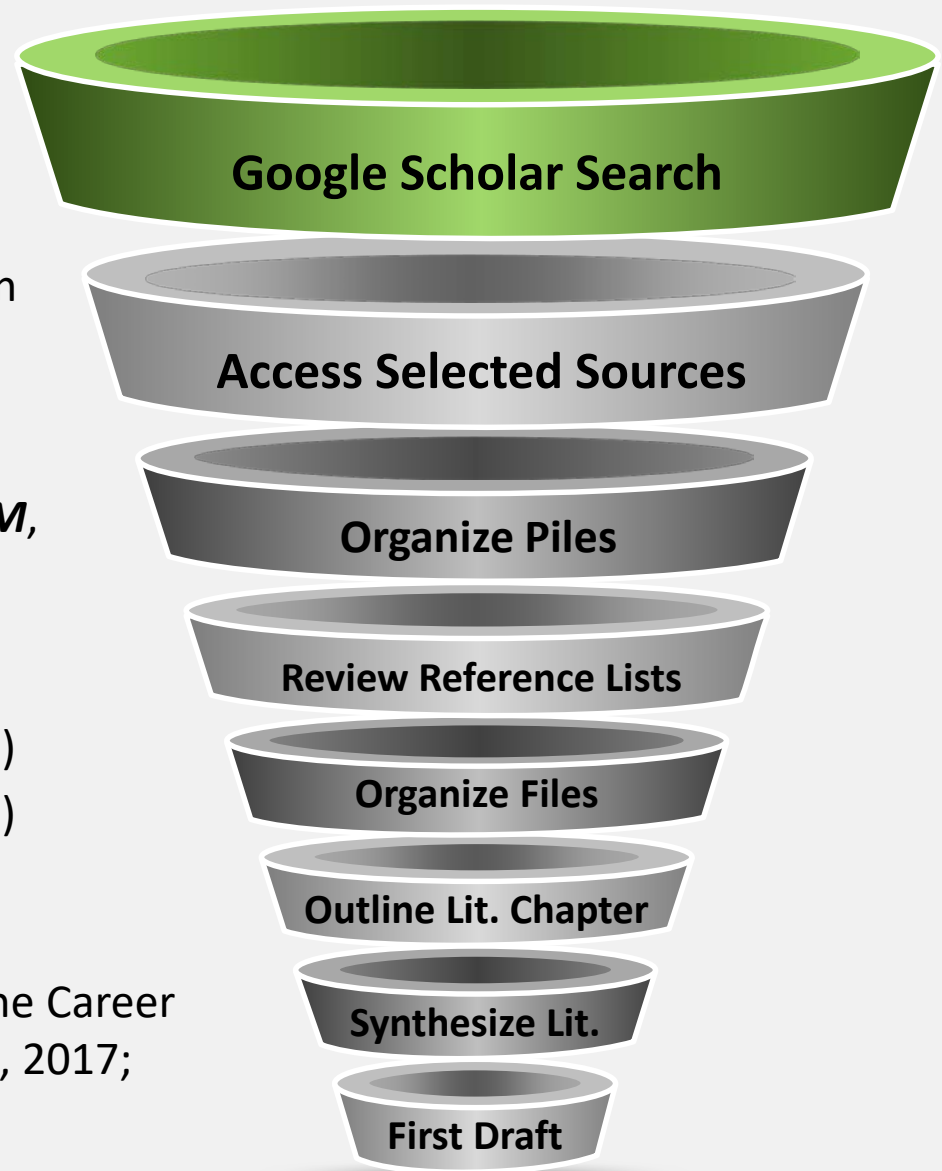 Google Scholar Search
n
Access Selected Sources
M,
Organize Piles
Review Reference Lists
)
Organize Files
)
Outline Lit. Chapter
ne Career
Synthesize Lit.
, 2017;
First Draft